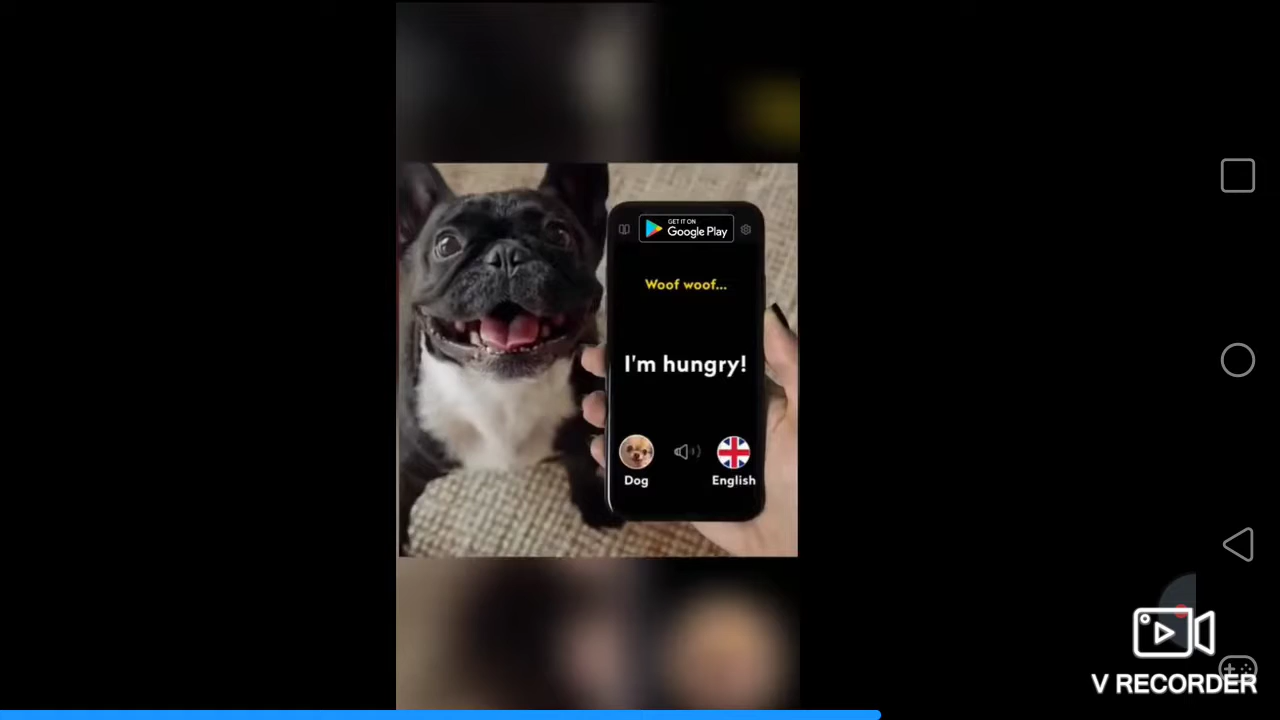 GET IT ON
Google Play
Woof woof...
I'm hungry!
Dog
English
V RECORDER